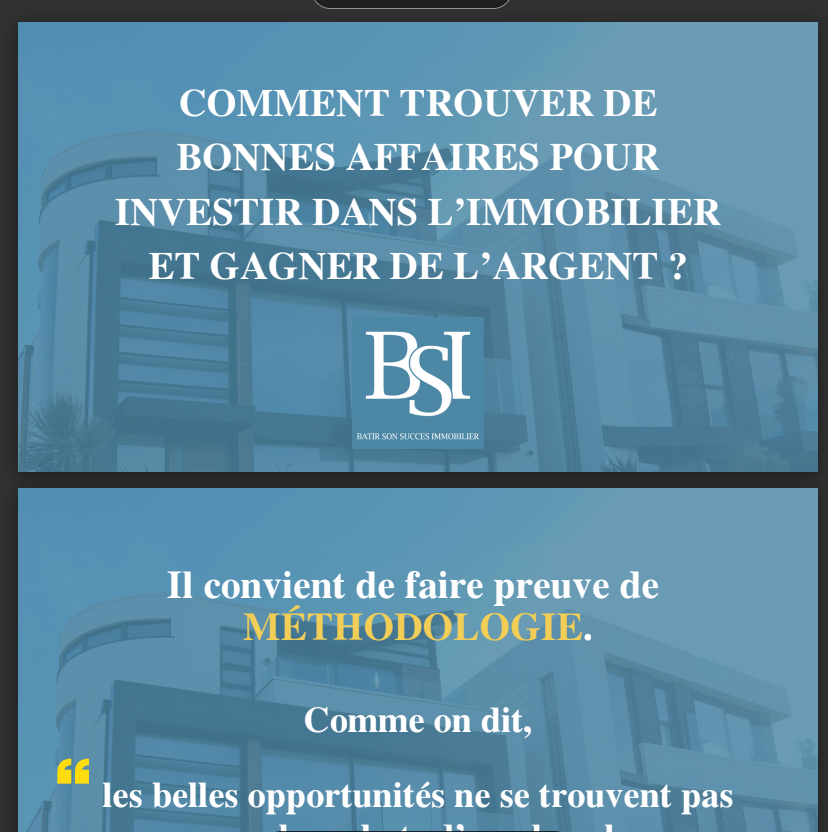 COMMENT TROUVER DE
BONNES AFFAIRES POUR
INVESTIR DANS L’IMMOBILIER
ET GAGNER DE L’ARGENT ?
BSI
BATIR SON SUCCES IMMOBILIER
Il convient de faire preuve de
MÉTHODOLOGIE.
Comme on dit,
“
les belles opportunités ne se trouvent pas